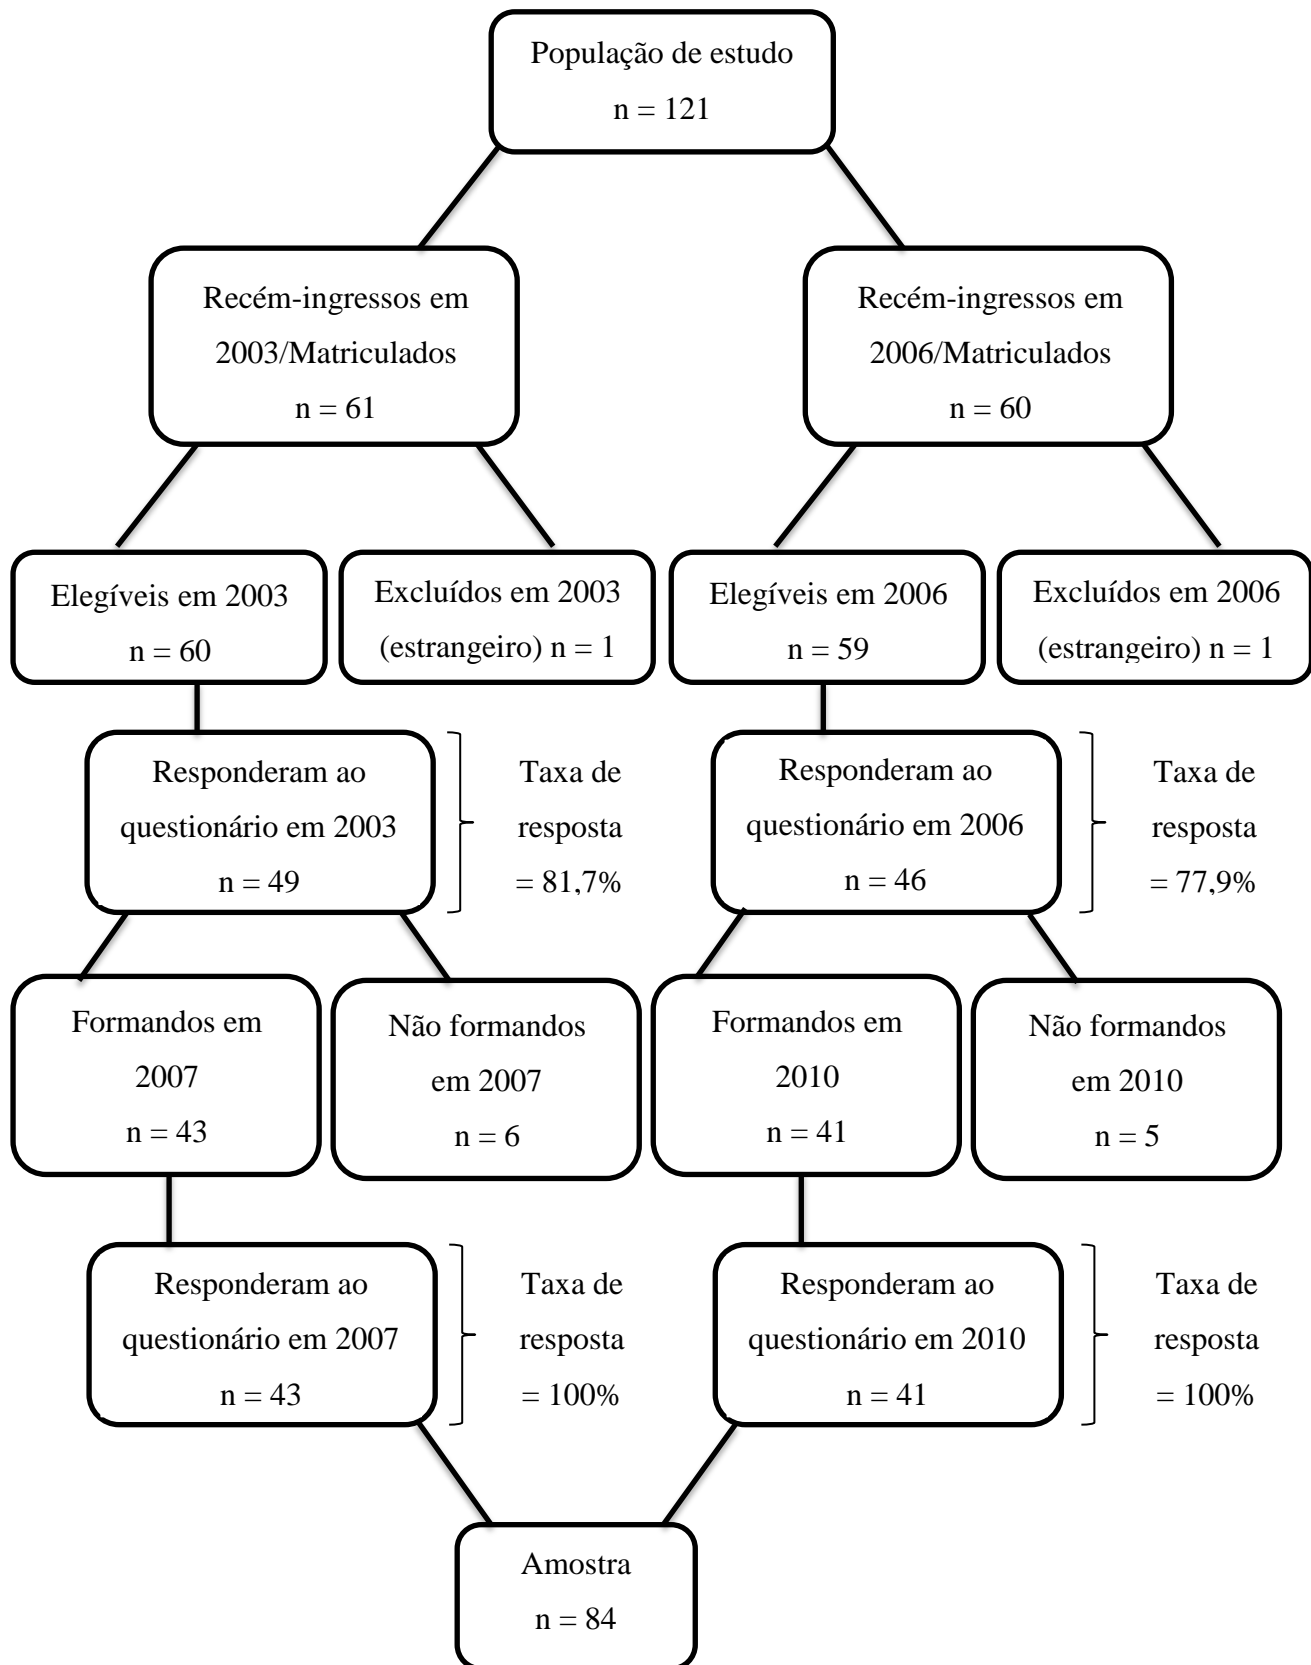 População de estudo
n = 121
Recém-ingressos em
2003/Matriculados
n = 61
Recém-ingressos em
2006/Matriculados
n = 60
Elegíveis em 2003
n = 60
Excluídos em 2003
(estrangeiro) n = 1
Elegíveis em 2006
n = 59
Excluídos em 2006
(estrangeiro) n = 1
Responderam ao
questionário em 2003
n = 49
Taxa de
resposta
= 81,7%
Responderam ao
questionário em 2006
n = 46
Taxa de
resposta
= 77,9%
Formandos em
2007
n = 43
Não formandos
em 2007
n = 6
Formandos em
2010
n = 41
Não formandos
em 2010
n = 5
Responderam ao
questionário em 2007
n = 43
Taxa de
resposta
= 100%
Responderam ao
questionário em 2010
n = 41
Taxa de
resposta
= 100%
Amostra
n = 84